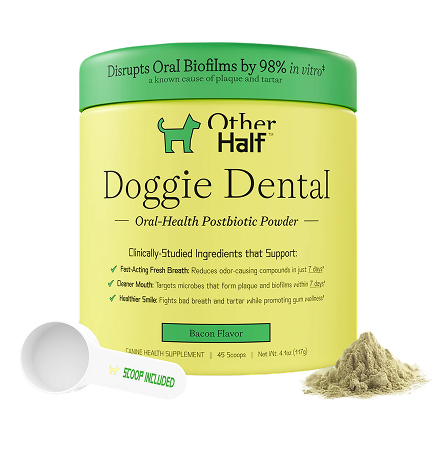 Disrupts Oral Biofilms by 98% in vitro‡
a known cause of plaque and tartar
Other
Half™
Doggie Dental
Oral-Health Postbiotic Powder
Clinically-Studied Ingredients that Support:
✓ Fast-Acting Fresh Breath: Reduces odor-causing compounds in just 7 days†
✓ Cleaner Mouth: Targets microbes that form plaque and biofilms within 7 days†
✓ Healthier Smile: Fights bad breath and tartar while promoting gum wellness†
Bacon Flavor
CANINE HEALTH SUPPLEMENT | 45 Scoops | Net Wt. 4.1oz (117g)
SCOOP INCLUDED